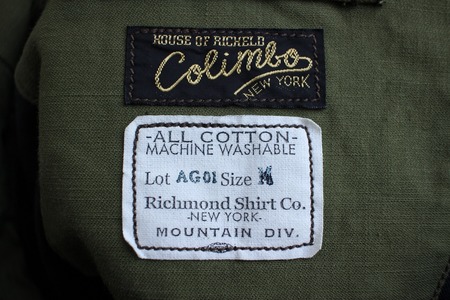 HOUSE OF RICKELD
Colimbo
NEW YORK
-ALL COTTON-
MACHINE WASHABLE
Lot AG01 Size M
Richmond Shirt Co.
-NEW YORK-
MOUNTAIN DIV.